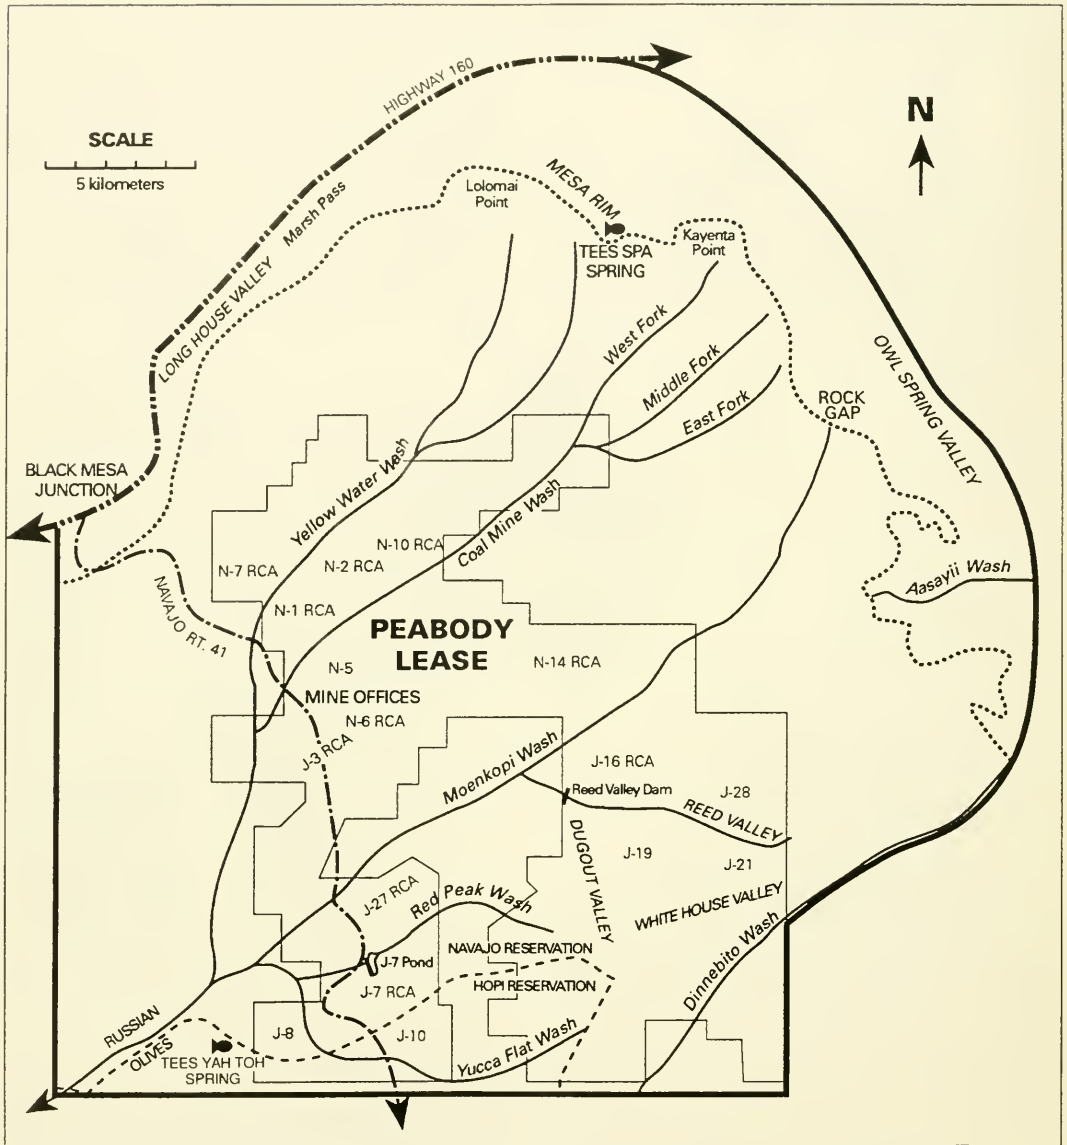 HIGHWAY 160
N
SCALE
5 kilometers
MESA RIM
Lolomai
Point
Marsh Pass
LONG HOUSE VALLEY
TEES SPA
SPRING
Kayenta
Point
West Fork
Middle Fork
East Fork
OWL SPRING VALLEY
ROCK
GAP
BLACK MESA
JUNCTION
Yellow Water Wash
Coal Mine Wash
N-10 RCA
N-7 RCA
N-2 RCA
Aasayii Wash
NAVAJO RT. 41
N-1 RCA
PEABODY
LEASE
N-5
N-14 RCA
MINE OFFICES
N-6 RCA
J-3 RCA
Moenkopi Wash
J-16 RCA
Reed Valley Dam
J-28
REED VALLEY
DUGOUT VALLEY
J-19
J-21
J-27 RCA
Red Peak Wash
WHITE HOUSE VALLEY
NAVAJO RESERVATION
J-7 Pond
HOPI RESERVATION
J-7 RCA
Dinnebito Wash
RUSSIAN
OLIVES
J-8
J-10
TEES YAH TOH
SPRING
Yucca Flat Wash